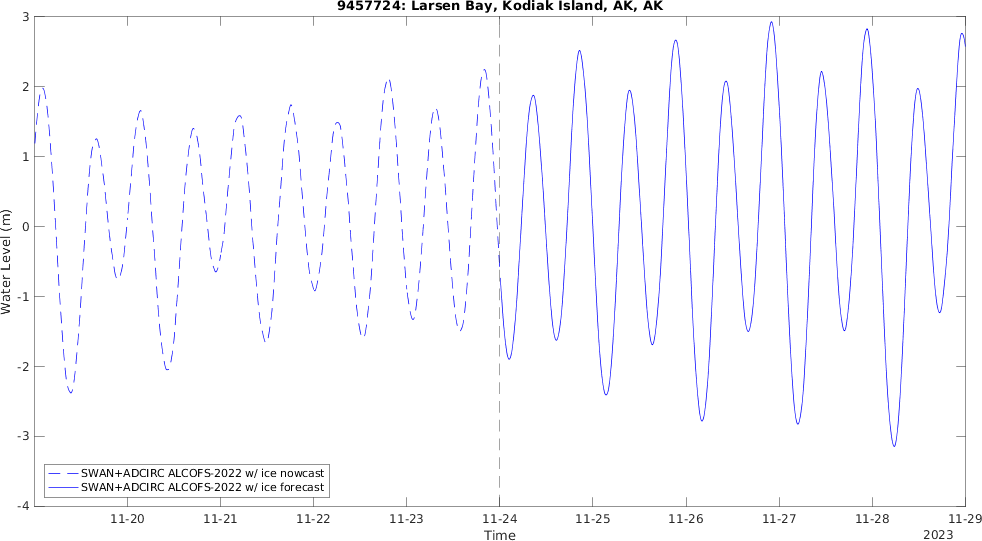 9457724: Larsen Bay, Kodiak Island, AK, AK
3
2
1
0
-1
-2
-3
-4
Water Level (m)
SWAN+ADCIRC ALCOFS-2022 w/ ice nowcast
SWAN+ADCIRC ALCOFS-2022 w/ ice forecast
11-20 11-21 11-22 11-23 11-24 11-25 11-26 11-27 11-28 11-29
Time
2023